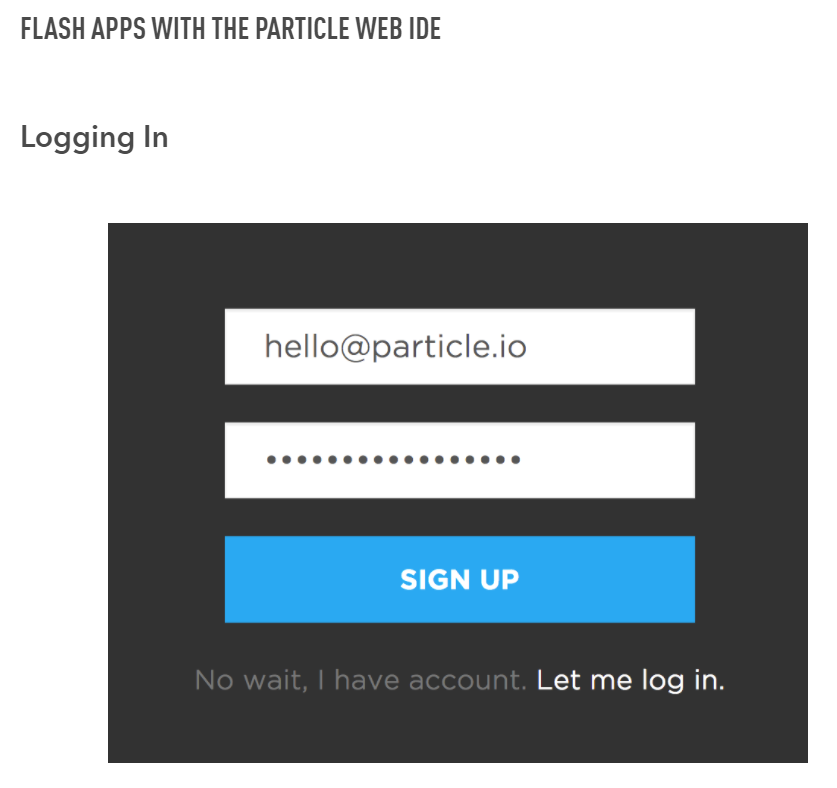 FLASH APPS WITH THE PARTICLE WEB IDE
Logging In
hello@particle.io
•••••••••••••••••
SIGN UP
No wait, I have account. Let me log in.